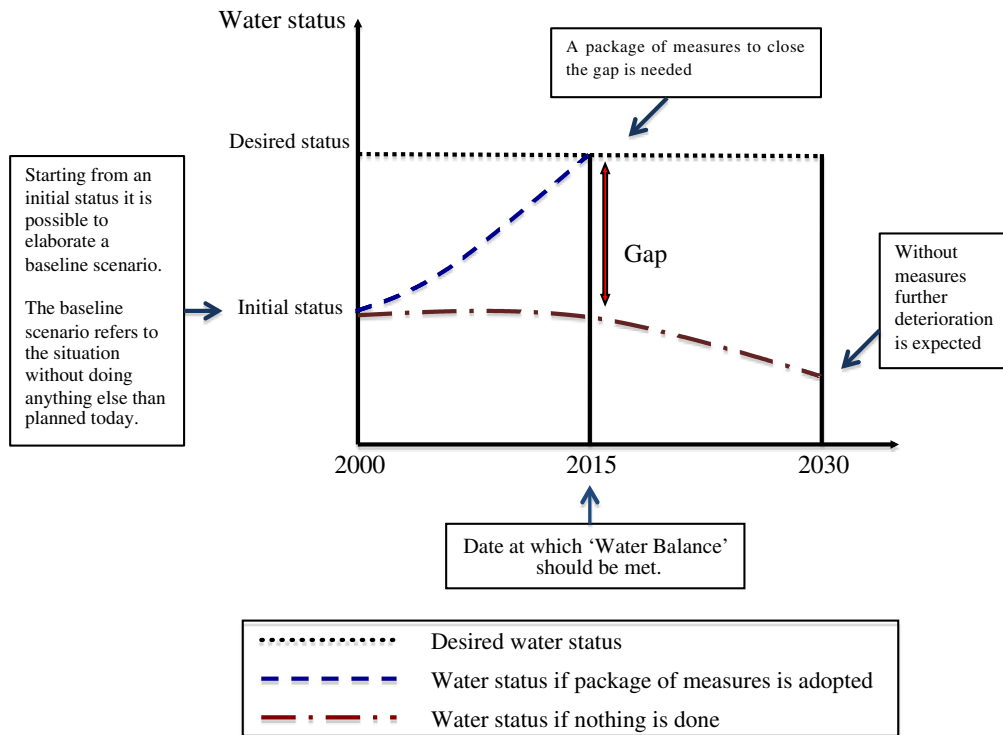 Water status
A package of measures to close
the gap is needed
Desired status
Starting from an
initial status it is
possible to
elaborate a
baseline scenario.
The baseline
scenario refers to
the situation
without doing
anything else than
planned today.
Gap
Initial status
Without
measures
further
deterioration
is expected
2000
2015
2030
Date at which ‘Water Balance’
should be met.
Desired water status
Water status if package of measures is adopted
Water status if nothing is done